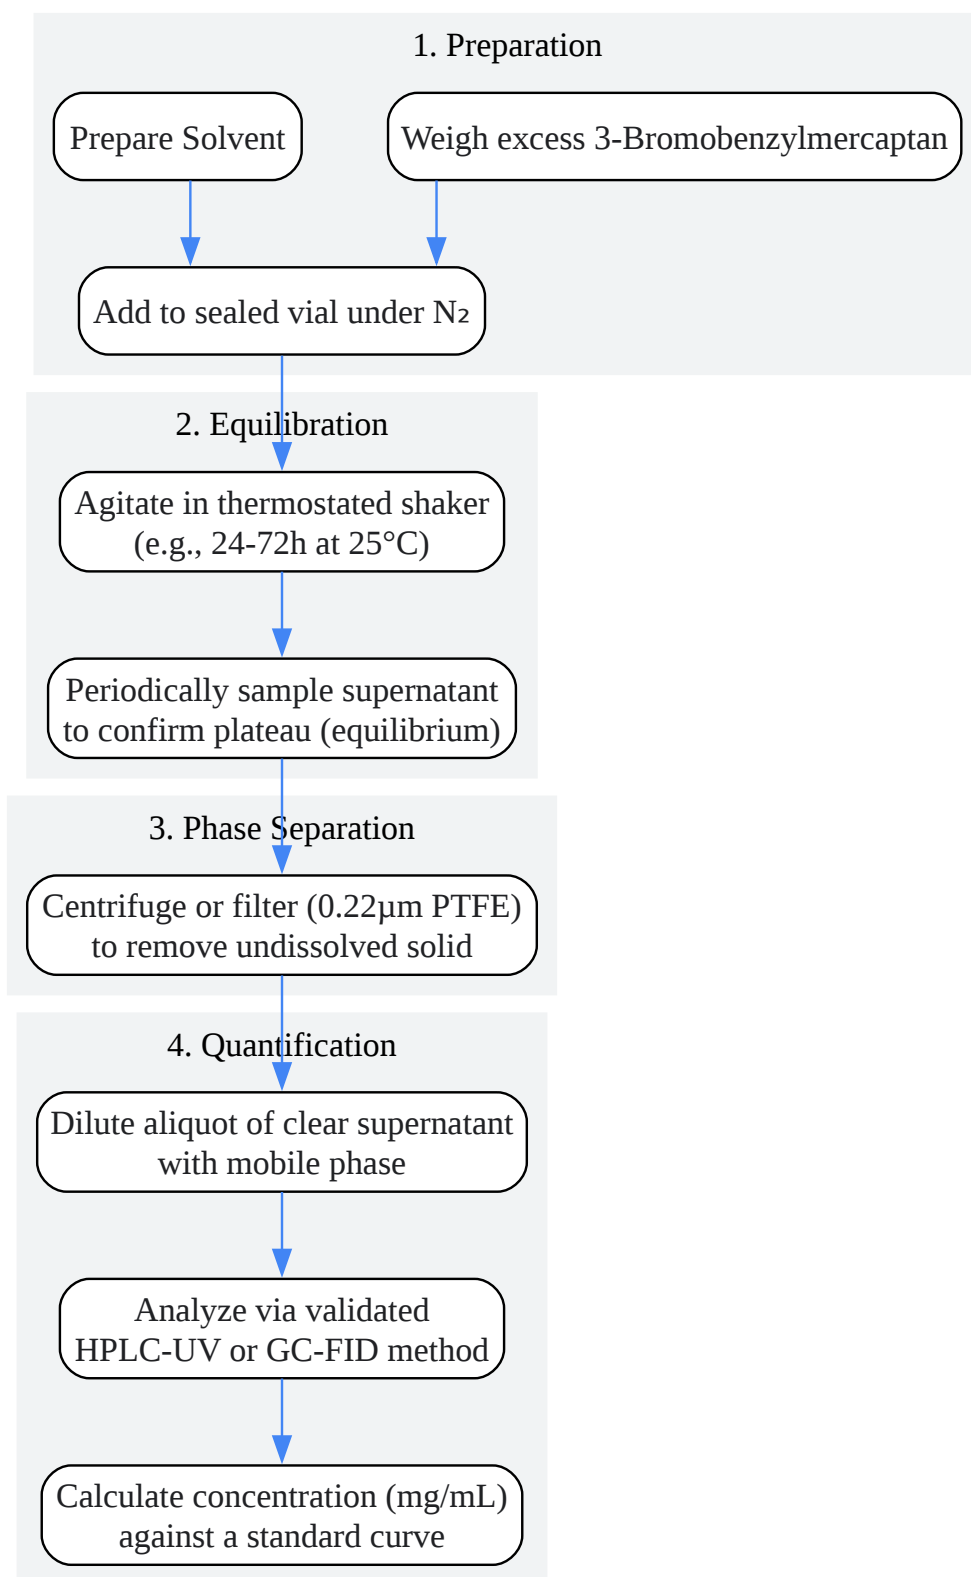 1. Preparation
Prepare Solvent
Weigh excess 3-Bromobenzylmercaptan
Add to sealed vial under N₂
2. Equilibration
Agitate in thermostated shaker
(e.g., 24-72h at 25°C)
Periodically sample supernatant
to confirm plateau (equilibrium)
3. Phase Separation
Centrifuge or filter (0.22µm PTFE)
to remove undissolved solid
4. Quantification
Dilute aliquot of clear supernatant
with mobile phase
Analyze via validated
HPLC-UV or GC-FID method
Calculate concentration (mg/mL)
against a standard curve